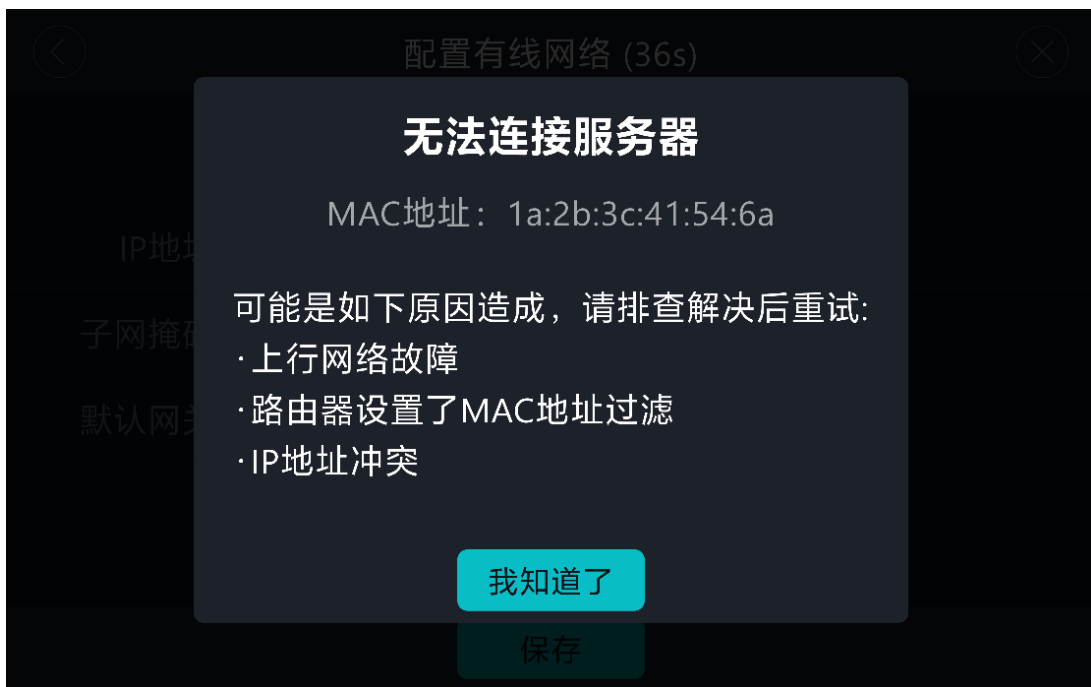 配置有线网络 (36s)
无法连接服务器
MAC地址：1a:2b:3c:41:54:6a
IP地址
可能是如下原因造成，请排查解决后重试:
子网掩码
·上行网络故障
默认网关
·路由器设置了MAC地址过滤
·IP地址冲突
我知道了
保存